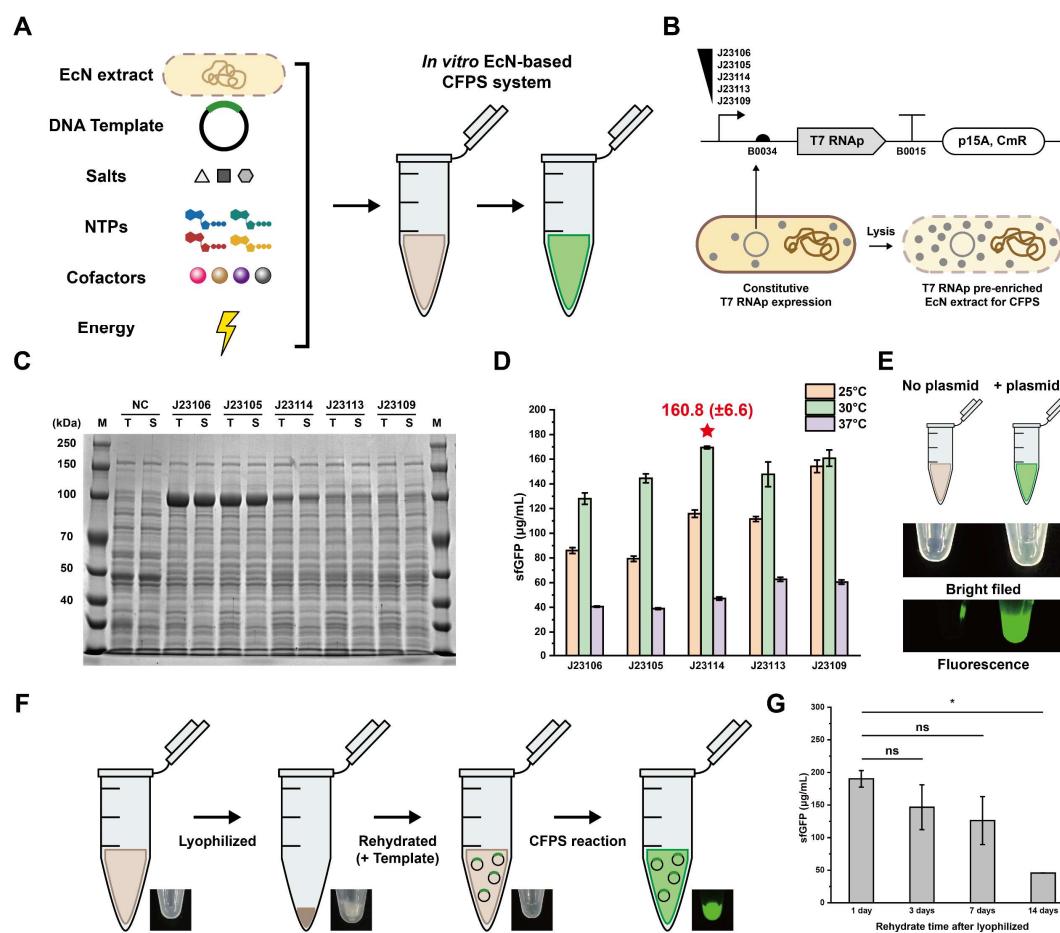 A
EcN extract
DNA Template
Salts
NTPs
Cofactors
Energy
In vitro EcN-based
CFPS system
B
J23106
J23105
J23114
J23113
J23109
B0034
T7 RNAp
B0015
p15A, CmR
Lysis
Constitutive
T7 RNAp expression
T7 RNAp pre-enriched
EcN extract for CFPS
C
NC J23106 J23105 J23114 J23113 J23109
(kDa) M T S T S T S T S T S T S M
250
150
100
70
50
40
D
25°C
30°C
37°C
160.8 (±6.6)
sfGFP (µg/mL)
200
180
160
140
120
100
80
60
40
20
0
J23106 J23105 J23114 J23113 J23109
E
No plasmid + plasmid
Bright filed
Fluorescence
F
Lyophilized
Rehydrated
(+ Template)
CFPS reaction
G
sfGFP (µg/mL)
300
250
200
150
100
50
0
*
ns
ns
1 day 3 days 7 days 14 days
Rehydrate time after lyophilized